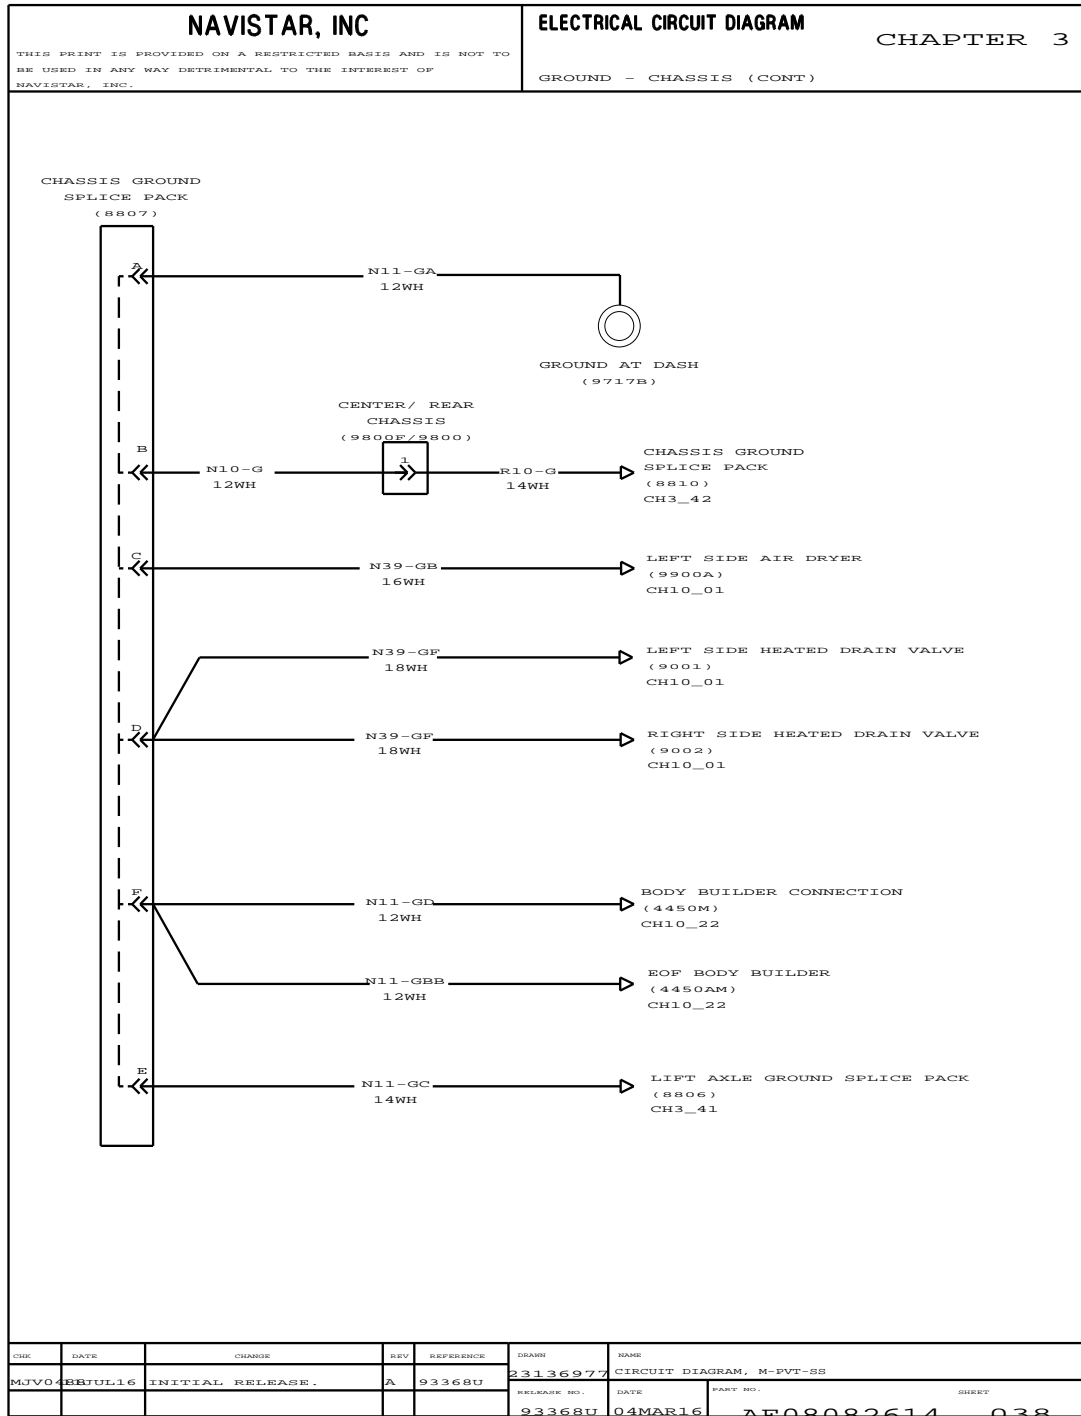 NAVISTAR, INC
THIS PRINT IS PROVIDED ON A RESTRICTED BASIS AND IS NOT TO
BE USED IN ANY WAY DETRIMENTAL TO THE INTEREST OF
NAVISTAR, INC.
ELECTRICAL CIRCUIT DIAGRAM
CHAPTER 3
GROUND - CHASSIS (CONT)
CHASSIS GROUND
SPLICE PACK
(8807)
A
N11-GA
12WH
GROUND AT DASH
(9717B)
CENTER/ REAR
CHASSIS
(9800F/9800)
B
N10-G
12WH
1
R10-G
14WH
CHASSIS GROUND
SPLICE PACK
(8810)
CH3_42
C
N39-GB
16WH
LEFT SIDE AIR DRYER
(9900A)
CH10_01
N39-GF
18WH
LEFT SIDE HEATED DRAIN VALVE
(9001)
CH10_01
D
N39-GF
18WH
RIGHT SIDE HEATED DRAIN VALVE
(9002)
CH10_01
F
N11-GD
12WH
BODY BUILDER CONNECTION
(4450M)
CH10_22
N11-GBB
12WH
EOF BODY BUILDER
(4450AM)
CH10_22
E
N11-GC
14WH
LIFT AXLE GROUND SPLICE PACK
(8806)
CH3_41
CHK DATE CHANGE REV REFERENCE
INITIAL RELEASE. A 93368U
DRAWN
23136977
NAME
CIRCUIT DIAGRAM, M-PVT-SS
RELEASE NO.
93368U
DATE
04MAR16
PART NO.
AF08082614
SHEET
038